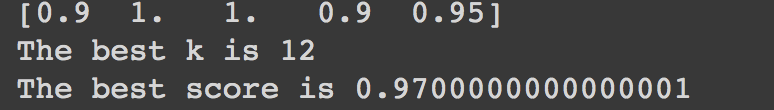 [0.9 1. 1. 0.9 0.95]
The best k is 12
The best score is 0.9700000000000001